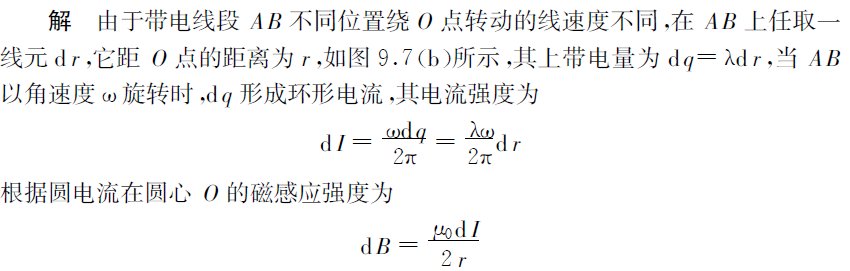 解 由于带电线段 AB 不同位置绕 O 点转动的线速度不同,在 AB 上任取一
线元 dr,它距 O 点的距离为 r,如图 9.7(b)所示,其上带电量为 dq=λdr,当 AB
以角速度 ω 旋转时,dq 形成环形电流,其电流强度为
dI = ωdq/2π = λω/2π dr
根据圆电流在圆心 O 的磁感应强度为
dB = μ₀dI/2r